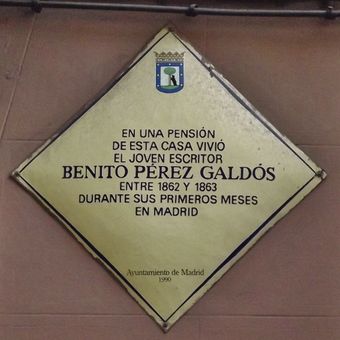 EN UNA PENSIÓN
DE ESTA CASA VIVIÓ
EL JOVEN ESCRITOR
BENITO PÉREZ GALDÓS
ENTRE 1862 Y 1863
DURANTE SUS PRIMEROS MESES
EN MADRID
Ayuntamiento de Madrid
1990